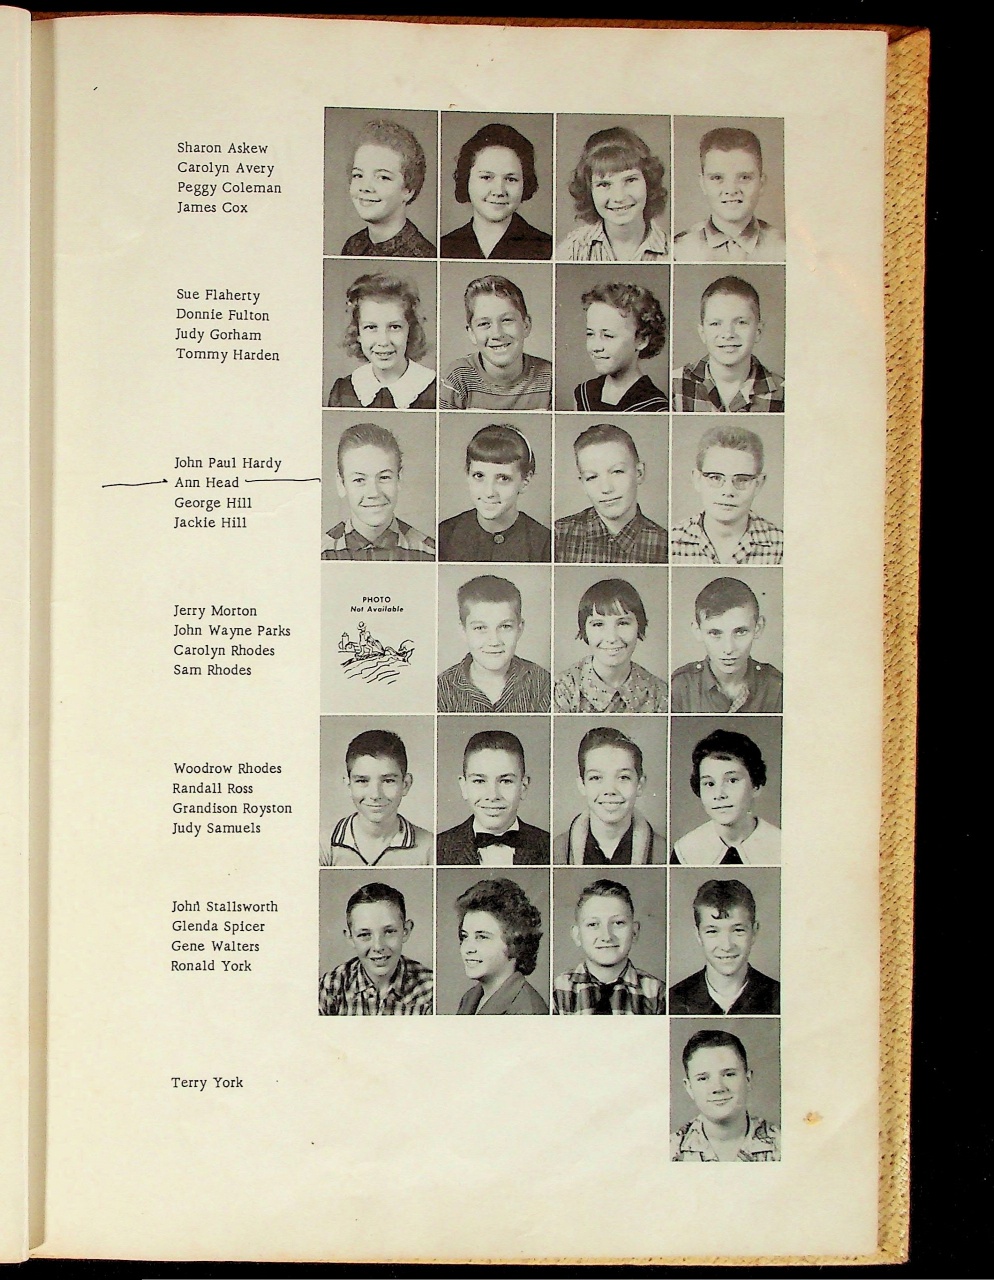 Sharon Askew
Carolyn Avery
Peggy Coleman
James Cox
Sue Flaherty
Donnie Fulton
Judy Gorham
Tommy Harden
John Paul Hardy
Ann Head
George Hill
Jackie Hill
PHOTO
Not Available
Jerry Morton
John Wayne Parks
Carolyn Rhodes
Sam Rhodes
Woodrow Rhodes
Randall Ross
Grandison Royston
Judy Samuels
John Stallsworth
Glenda Spicer
Gene Walters
Ronald York
Terry York